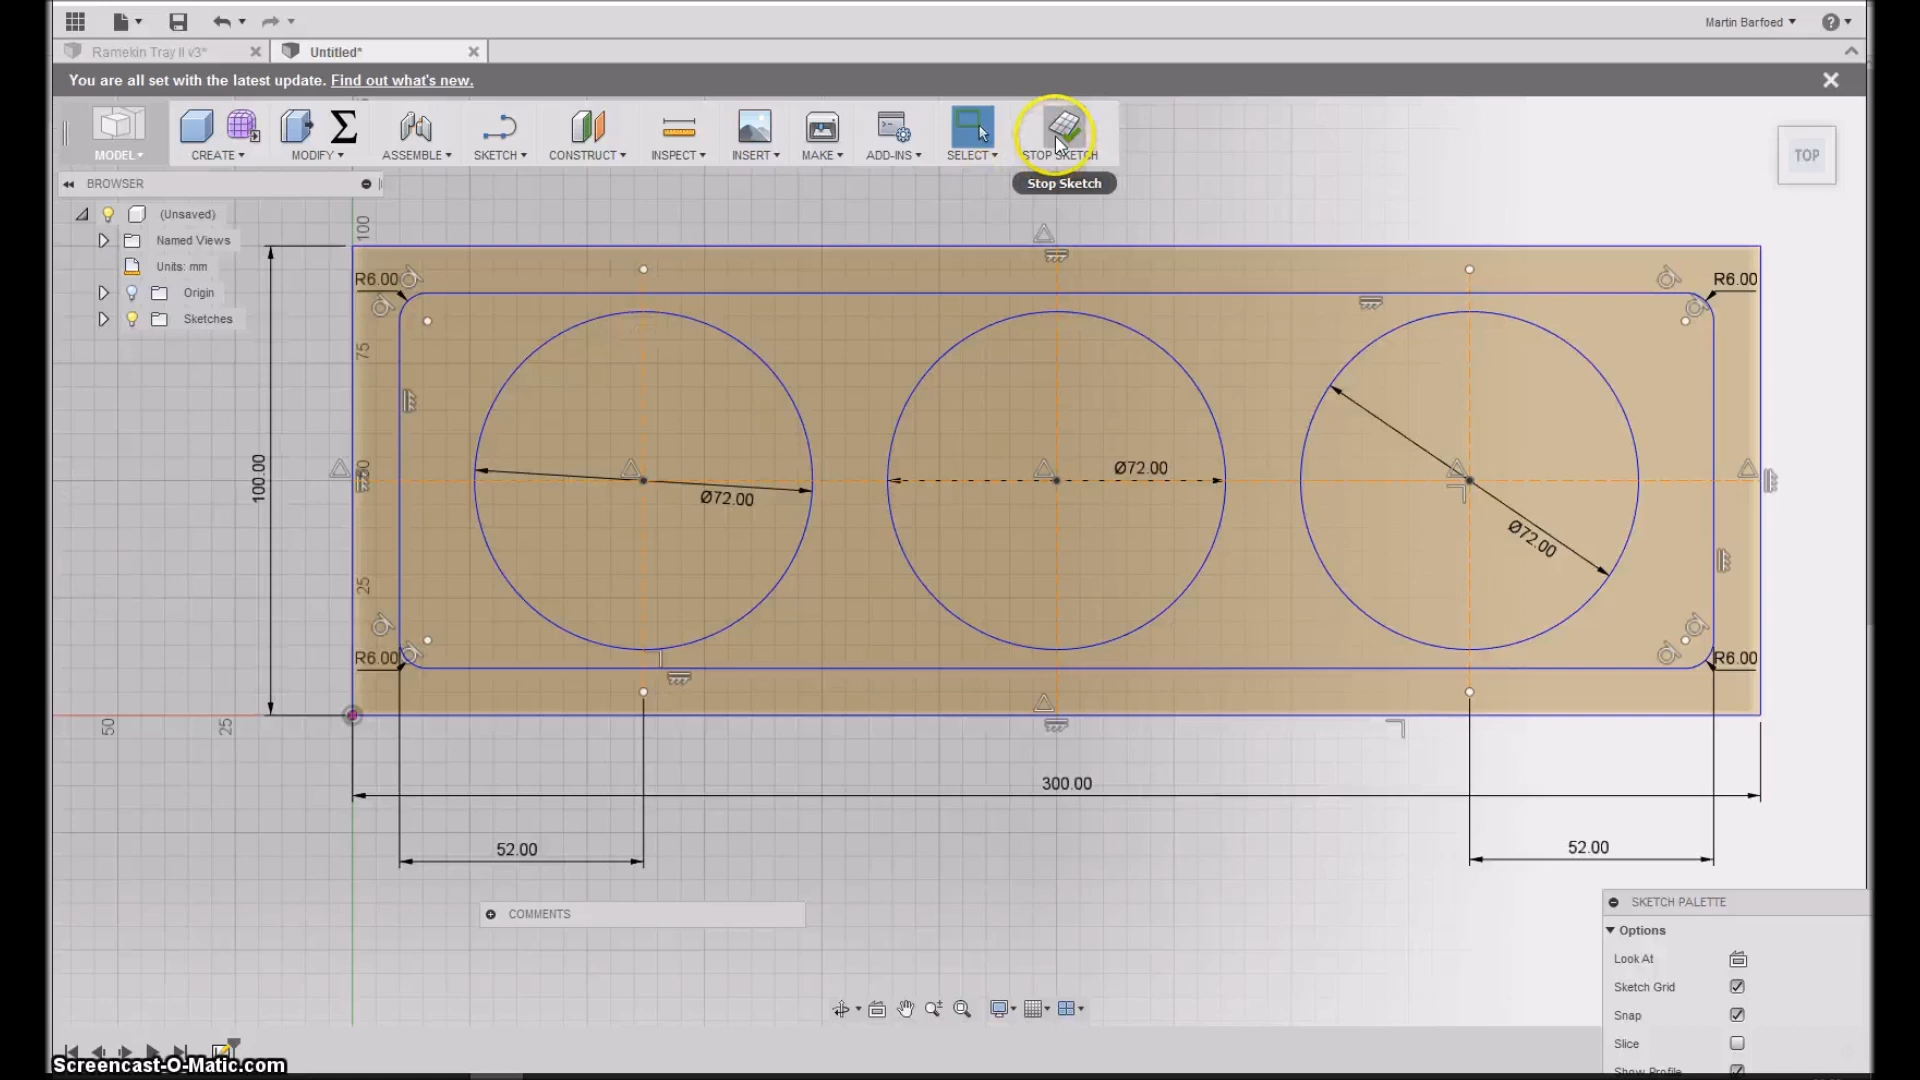 Martin Barfoed
Ramekin Tray II v3*
Untitled*
You are all set with the latest update. Find out what's new.
MODEL
CREATE
MODIFY
ASSEMBLE
SKETCH
CONSTRUCT
INSPECT
INSERT
MAKE
ADD-INS
SELECT
STOP SKETCH
Stop Sketch
TOP
BROWSER
(Unsaved)
Named Views
Units: mm
Origin
Sketches
100
R6.00
R6.00
75
100.00
50
Ø72.00
Ø72.00
Ø72.00
25
R6.00
R6.00
50
25
300.00
52.00
52.00
COMMENTS
SKETCH PALETTE
Options
Look At
Sketch Grid
Snap
Slice
Show Profile
Screencast-O-Matic.com